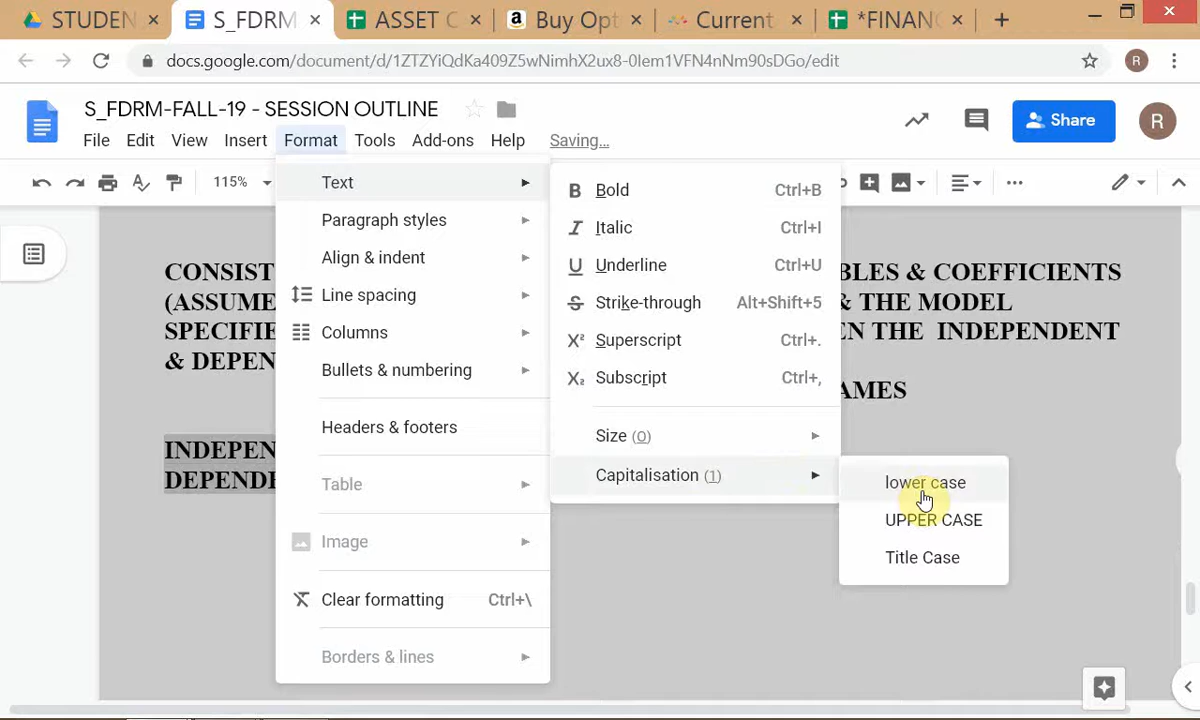 STUDEN
S_FDRM
ASSET C
Buy Opt
Current
*FINANC
docs.google.com/document/d/1ZTZYiQdKa409Z5wNimhX2ux8-0lem1VFN4nNm90sDGo/edit
R
S_FDRM-FALL-19 - SESSION OUTLINE
File Edit View Insert Format Tools Add-ons Help Saving...
Share
R
115%
Text
Paragraph styles
Align & indent
Line spacing
Columns
Bullets & numbering
Headers & footers
Table
Image
Clear formatting Ctrl+\
Borders & lines
Bold Ctrl+B
Italic Ctrl+I
Underline Ctrl+U
Strike-through Alt+Shift+5
Superscript Ctrl+.
Subscript Ctrl+,
Size (O)
Capitalisation (1)
lower case
UPPER CASE
Title Case
CONSIST BLES & COEFFICIENTS
(ASSUME & THE MODEL
SPECIFIE EN THE INDEPENDENT
& DEPEN
AMES
INDEPEN
DEPENDE